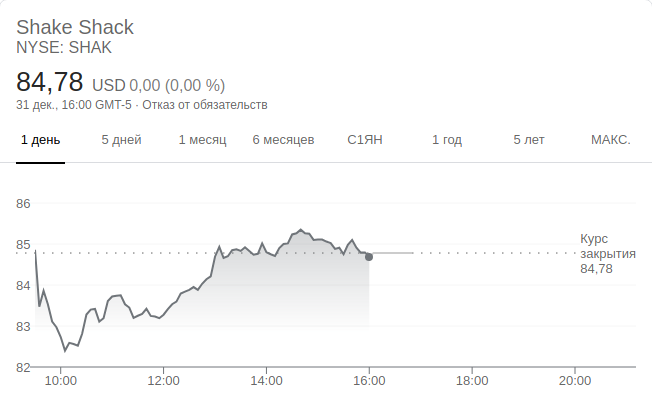 Shake Shack
NYSE: SHAK
84,78 USD 0,00 (0,00 %)
31 дек., 16:00 GMT-5 · Отказ от обязательств
1 день 5 дней 1 месяц 6 месяцев С1ЯН 1 год 5 лет МАКС.
86
85
84
83
82
Курс
закрытия
84,78
10:00 12:00 14:00 16:00 18:00 20:00